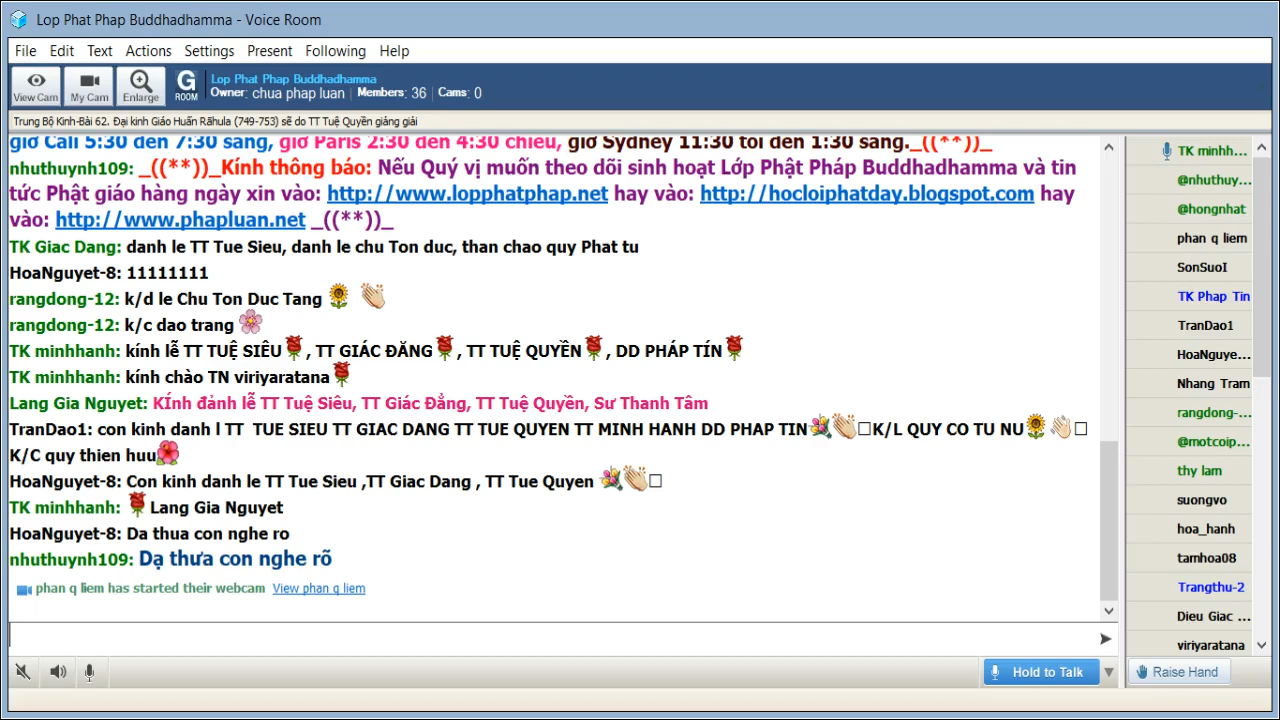 Lop Phat Phap Buddhadhamma - Voice Room
File Edit Text Actions Settings Present Following Help
View Cam My Cam Enlarge G ROOM Lop Phat Phap Buddhadhamma
Owner: chua phap luan Members: 36 Cams: 0
Trung Bộ Kinh-Bài 62. Đại kinh Giáo Huấn Rāhula (749-753) sẽ do TT Tuệ Quyền giảng giải
giờ Cali 5:30 đến 7:30 sáng, giờ Paris 2:30 đến 4:30 chiều, giờ Sydney 11:30 tối đến 1:30 sáng._((**))_
nhuthuynh109: _((**))_Kính thông báo: Nếu Quý vị muốn theo dõi sinh hoạt Lớp Phật Pháp Buddhadhamma và tin
tức Phật giáo hàng ngày xin vào: http://www.lopphatphap.net hay vào: http://hocloiphatday.blogspot.com hay
vào: http://www.phapluan.net _((**))_
TK Giac Dang: danh le TT Tue Sieu, danh le chu Ton duc, than chao quy Phat tu
HoaNguyet-8: 11111111
rangdong-12: k/d le Chu Ton Duc Tang 🌻 👏
rangdong-12: k/c dao trang 🌸
TK minhhanh: kính lễ TT TUỆ SIÊU🌹, TT GIÁC ĐĂNG🌹, TT TUỆ QUYỀN🌹, DD PHÁP TÍN🌹
TK minhhanh: kính chào TN viriyaratana🌹
Lang Gia Nguyet: KÍnh đảnh lễ TT Tuệ Siêu, TT Giác Đẳng, TT Tuệ Quyền, Sư Thanh Tâm
TranDao1: con kinh danh l TT TUE SIEU TT GIAC DANG TT TUE QUYEN TT MINH HANH DD PHAP TIN💐👏□K/L QUY CO TU NU🌻👏□
K/C quy thien huu🌺
HoaNguyet-8: Con kinh danh le TT Tue Sieu ,TT Giac Dang , TT Tue Quyen 💐👏□
TK minhhanh: 🌹Lang Gia Nguyet
HoaNguyet-8: Da thua con nghe ro
nhuthuynh109: Dạ thưa con nghe rõ
phan q liem has started their webcam View phan q liem
TK minhh...
@nhuthuy...
@hongnhat
phan q liem
SonSuoI
TK Phap Tin
TranDao1
HoaNguye...
Nhang Tram
rangdong-...
@motcoip...
thy lam
suongvo
hoa_hanh
tamhoa08
Trangthu-2
Dieu Giac ...
viriyaratana
Hold to Talk Raise Hand